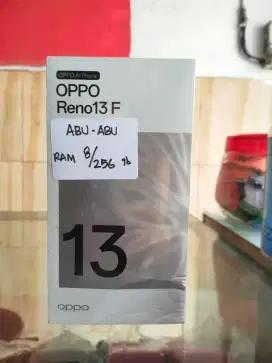 OPPO AI Phone
OPPO
Reno13 F
ABU-ABU
RAM 8/256 gb
13
oppo